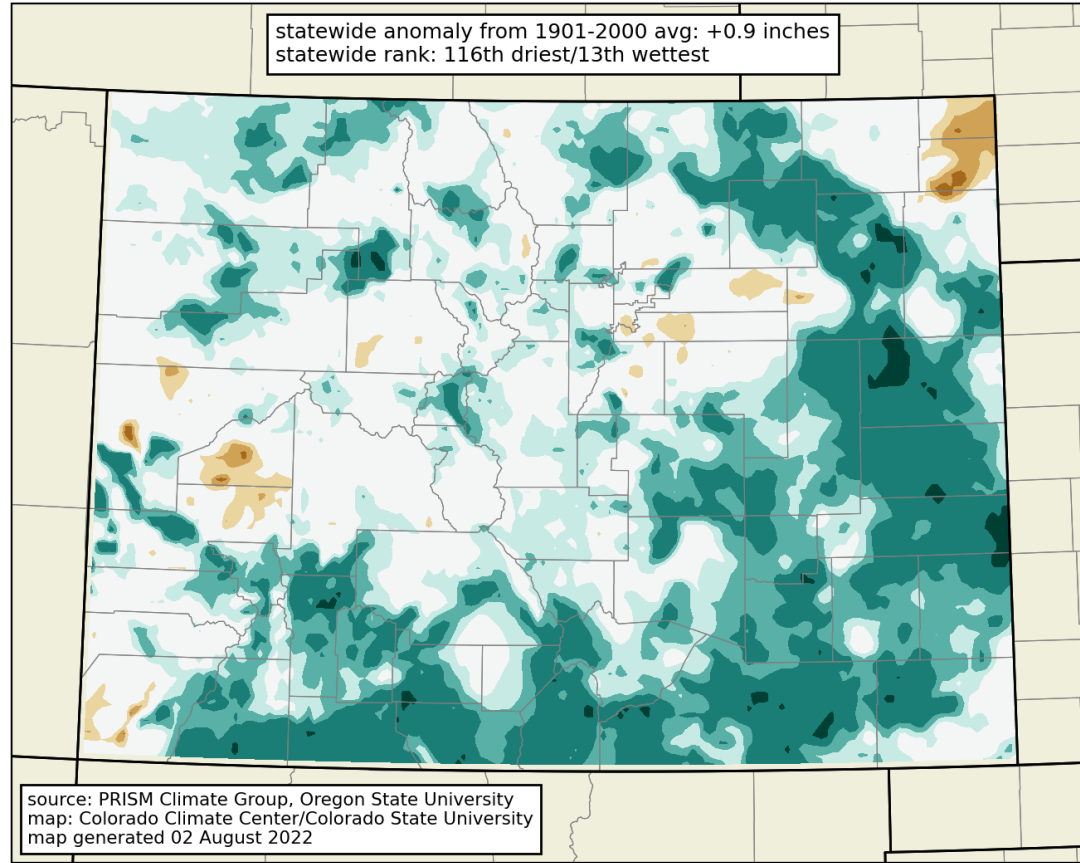 statewide anomaly from 1901-2000 avg: +0.9 inches
statewide rank: 116th driest/13th wettest
source: PRISM Climate Group, Oregon State University
map: Colorado Climate Center/Colorado State University
map generated 02 August 2022